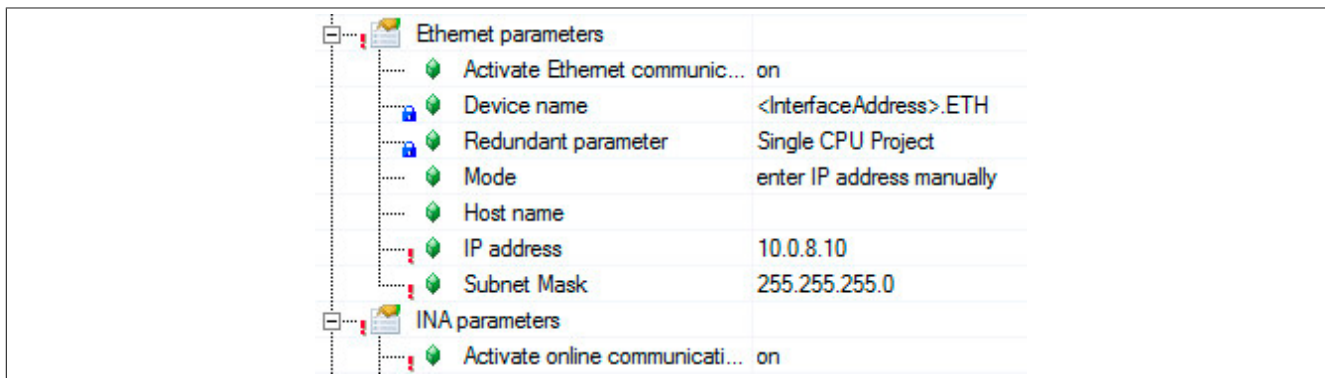 Ethernet parameters
Activate Ethernet communic... on
Device name <InterfaceAddress>.ETH
Redundant parameter Single CPU Project
Mode enter IP address manually
Host name
IP address 10.0.8.10
Subnet Mask 255.255.255.0
INA parameters
Activate online communicati... on